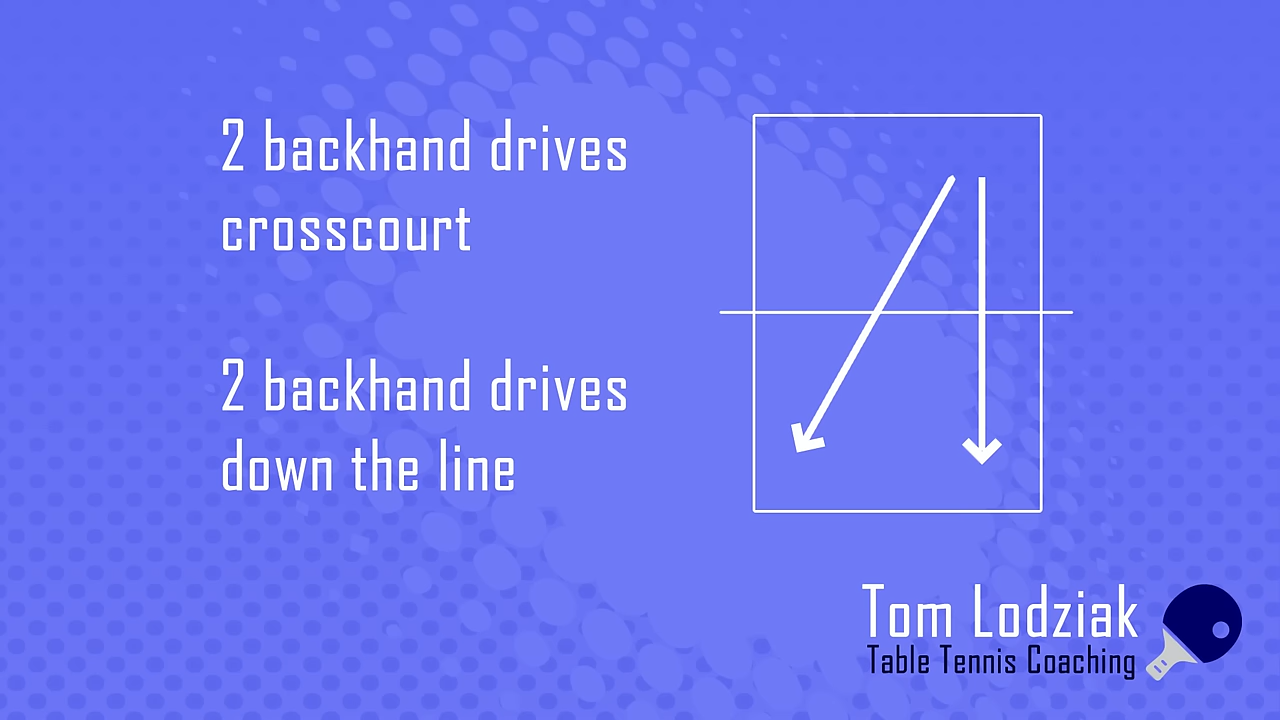 2 backhand drives
crosscourt
2 backhand drives
down the line
Tom Lodziak
Table Tennis Coaching